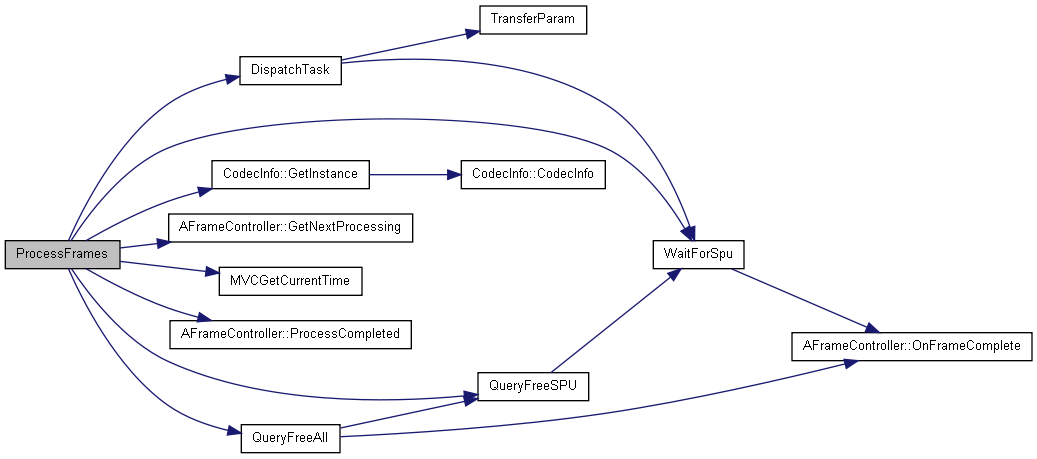 TransferParam
DispatchTask
CodecInfo::GetInstance
CodecInfo::CodecInfo
AFrameController::GetNextProcessing
ProcessFrames
WaitForSpu
MVCGetCurrentTime
AFrameController::ProcessCompleted
AFrameController::OnFrameComplete
QueryFreeSPU
QueryFreeAll